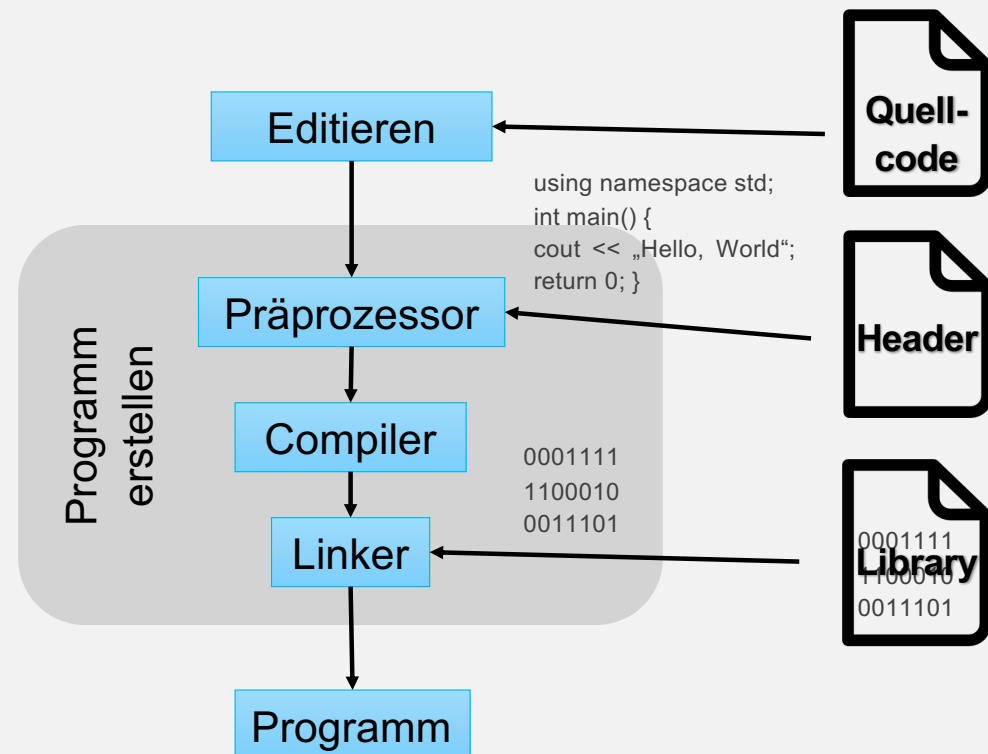 Editieren
Quell-
code
using namespace std;
int main() {
cout << „Hello, World“;
return 0; }
Präprozessor
Header
Programm
erstellen
Compiler
0001111
1100010
0011101
Linker
Library
0001111
1100010
0011101
Programm